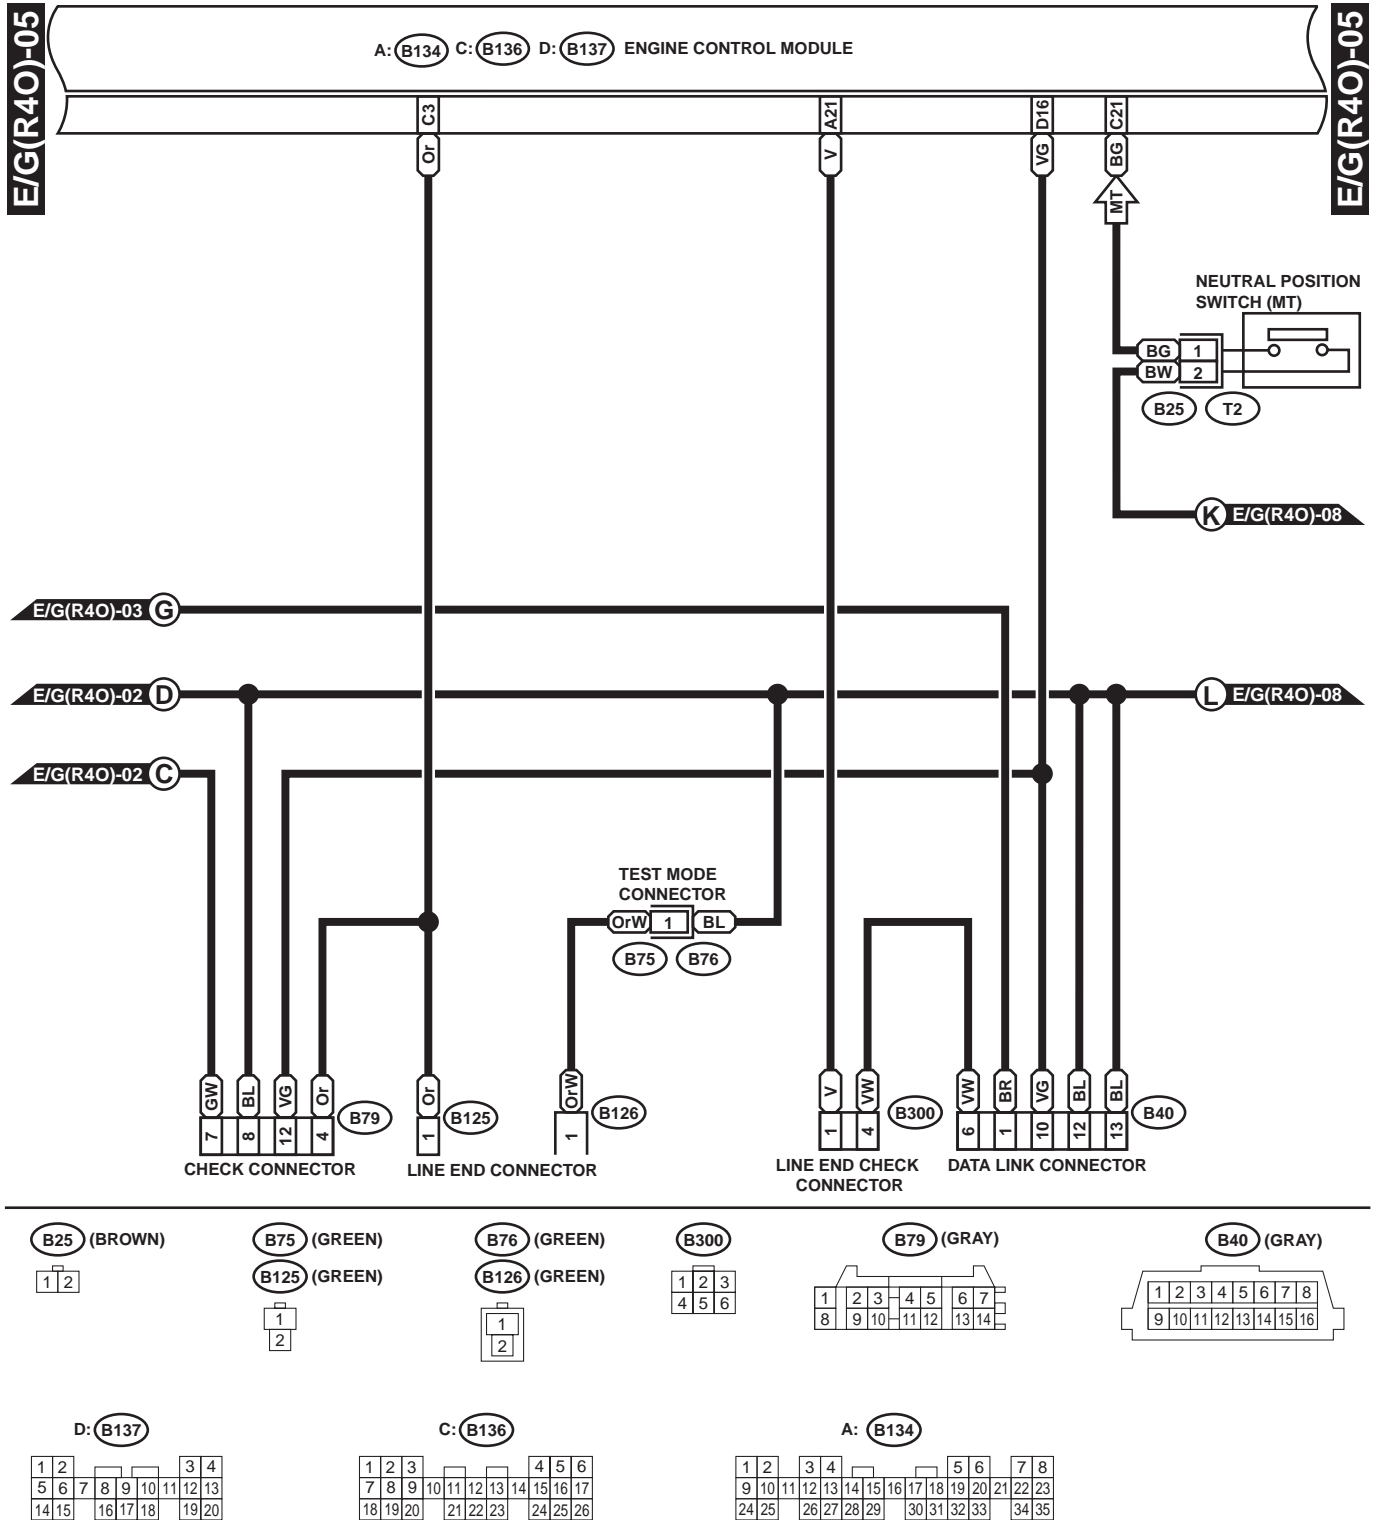 E/G(R4O)-05
E/G(R4O)-05
A: B134 C: B136 D: B137 ENGINE CONTROL MODULE
C3 A21 D16 C21
Or V VG BG
MT
NEUTRAL POSITION
SWITCH (MT)
BG 1
BW 2
B25 T2
K E/G(R4O)-08
E/G(R4O)-03 G
E/G(R4O)-02 D
L E/G(R4O)-08
E/G(R4O)-02 C
TEST MODE
CONNECTOR
OrW 1 BL
B75 B76
GW BL VG Or Or OrW V VW VW BR VG BL BL
7 8 12 4 B79 1 B125 1 B126 1 4 B300 6 1 10 12 13 B40
CHECK CONNECTOR
LINE END CONNECTOR
LINE END CHECK
CONNECTOR
DATA LINK CONNECTOR
B25 (BROWN)
1 2
B75 (GREEN)
B125 (GREEN)
1
2
B76 (GREEN)
B126 (GREEN)
1
2
B300
1 2 3
4 5 6
B79 (GRAY)
1 2 3 4 5 6 7
8 9 10 11 12 13 14
B40 (GRAY)
1 2 3 4 5 6 7 8
9 10 11 12 13 14 15 16
D: B137
1 2 3 4
5 6 7 8 9 10 11 12 13
14 15 16 17 18 19 20
C: B136
1 2 3 4 5 6
7 8 9 10 11 12 13 14 15 16 17
18 19 20 21 22 23 24 25 26
A: B134
1 2 3 4 5 6 7 8
9 10 11 12 13 14 15 16 17 18 19 20 21 22 23
24 25 26 27 28 29 30 31 32 33 34 35